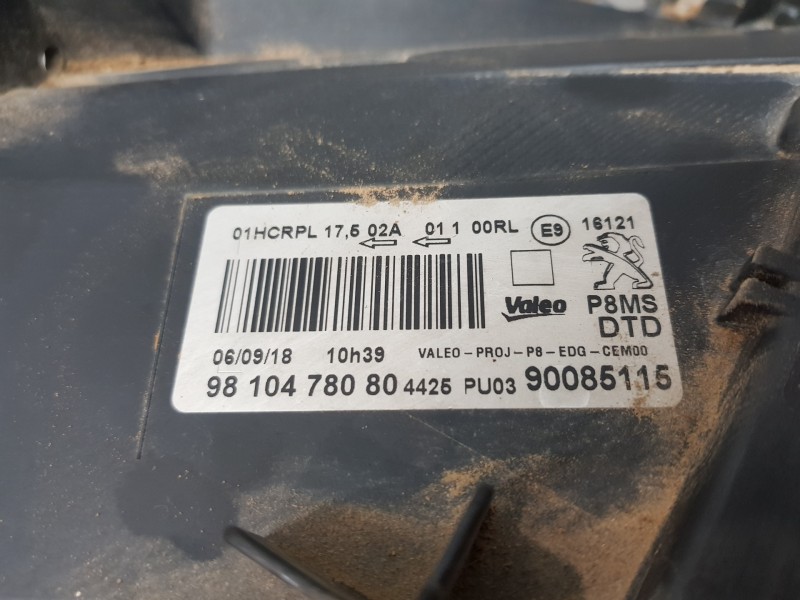 01HCRPL 17,5 02A 01 1 00RL E9 16121
Valeo P8MS
DTD
06/09/18 10h39 VALEO-PROJ-P8-EDG-CEM00
98 104 780 80 4425 PU03 90085115